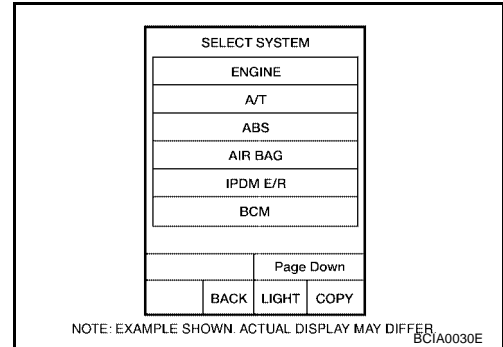 SELECT SYSTEM
ENGINE
A/T
ABS
AIR BAG
IPDM E/R
BCM
Page Down
BACK LIGHT COPY
NOTE: EXAMPLE SHOWN. ACTUAL DISPLAY MAY DIFFER.
BCIA0030E